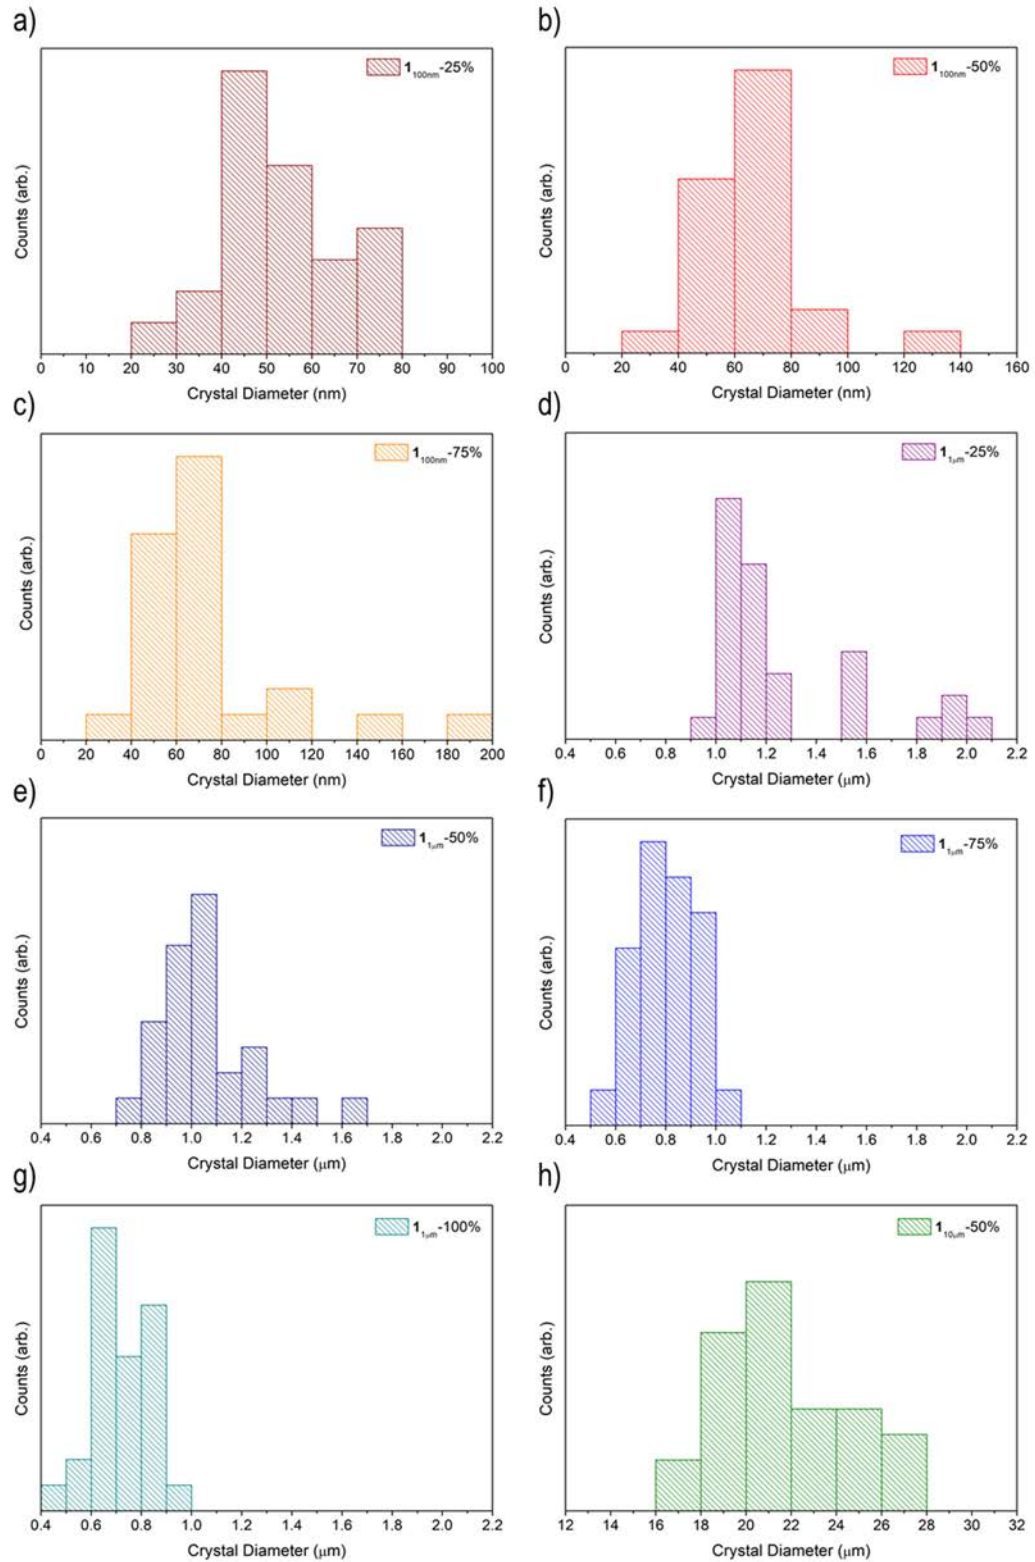 a)
1100nm-25%
Counts (arb.)
0 10 20 30 40 50 60 70 80 90 100
Crystal Diameter (nm)
b)
1100nm-50%
Counts (arb.)
0 20 40 60 80 100 120 140 160
Crystal Diameter (nm)
c)
1100nm-75%
Counts (arb.)
0 20 40 60 80 100 120 140 160 180 200
Crystal Diameter (nm)
d)
11μm-25%
Counts (arb.)
0.4 0.6 0.8 1.0 1.2 1.4 1.6 1.8 2.0 2.2
Crystal Diameter (μm)
e)
11μm-50%
Counts (arb.)
0.4 0.6 0.8 1.0 1.2 1.4 1.6 1.8 2.0 2.2
Crystal Diameter (μm)
f)
11μm-75%
Counts (arb.)
0.4 0.6 0.8 1.0 1.2 1.4 1.6 1.8 2.0 2.2
Crystal Diameter (μm)
g)
11μm-100%
Counts (arb.)
0.4 0.6 0.8 1.0 1.2 1.4 1.6 1.8 2.0 2.2
Crystal Diameter (μm)
h)
110μm-50%
Counts (arb.)
12 14 16 18 20 22 24 26 28 30 32
Crystal Diameter (μm)